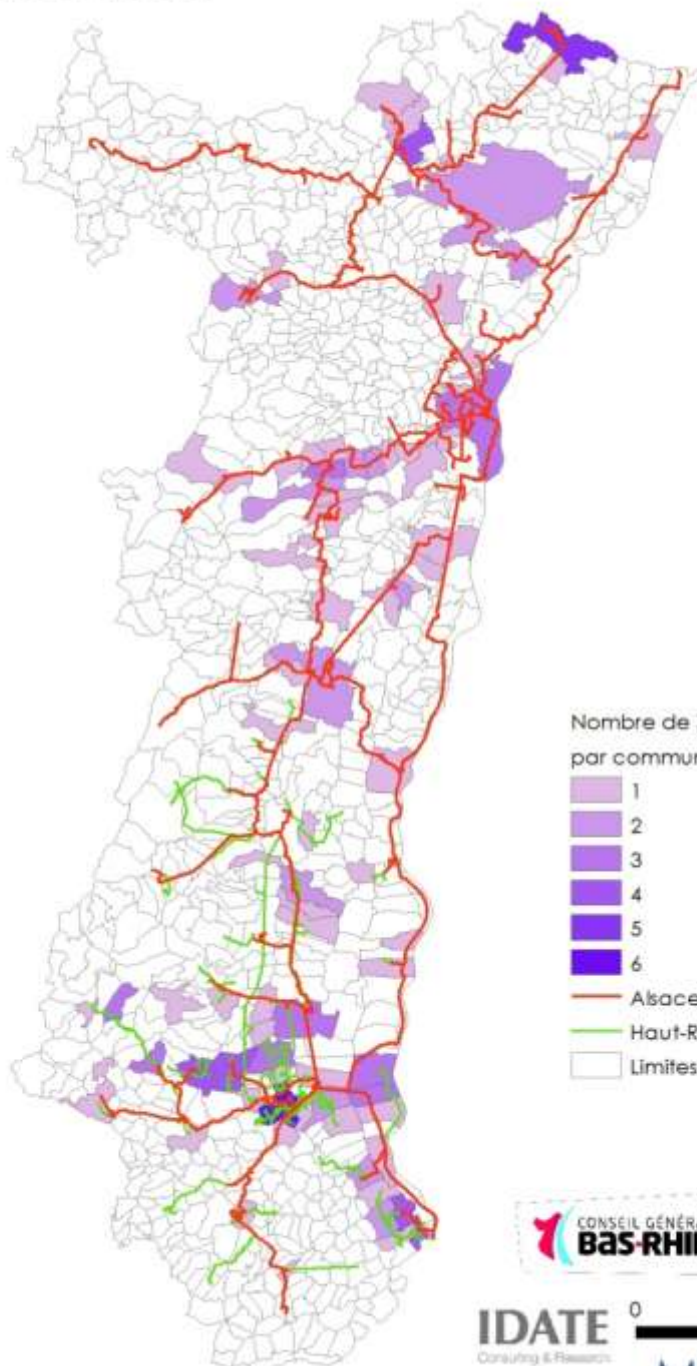 Nombre de
par commun
1
2
3
4
5
6
Alsace
Haut-R
Limites
CONSEIL GÉNÉRA
BAS-RHIN
IDATE
Consulting & Research
0